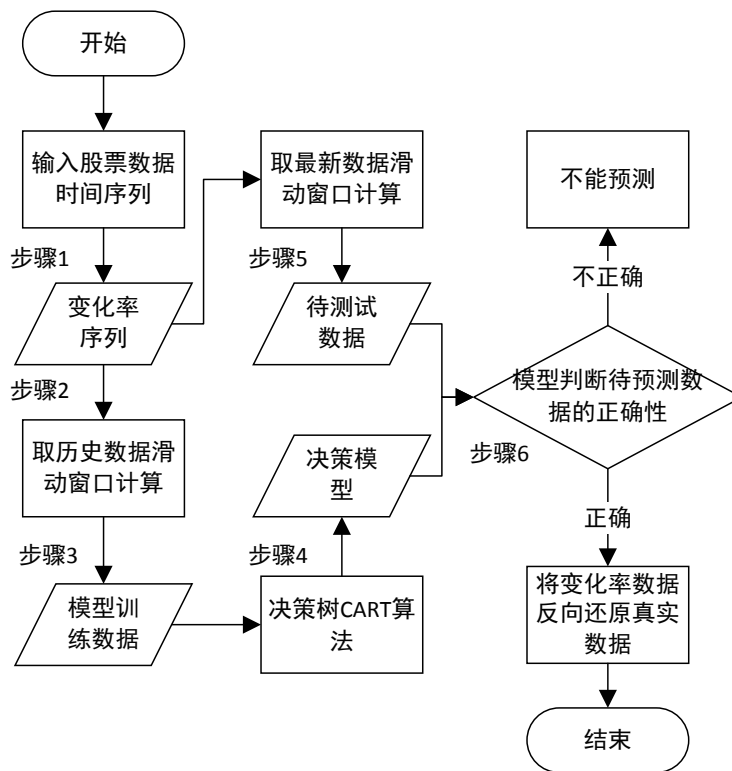 开始
输入股票数据
时间序列
步骤1
变化率
序列
步骤2
取历史数据滑
动窗口计算
步骤3
模型训
练数据
取最新数据滑
动窗口计算
步骤5
待测试
数据
决策模
型
步骤4
决策树CART算
法
不能预测
不正确
模型判断待预测数
据的正确性
步骤6
正确
将变化率数据
反向还原真实
数据
结束